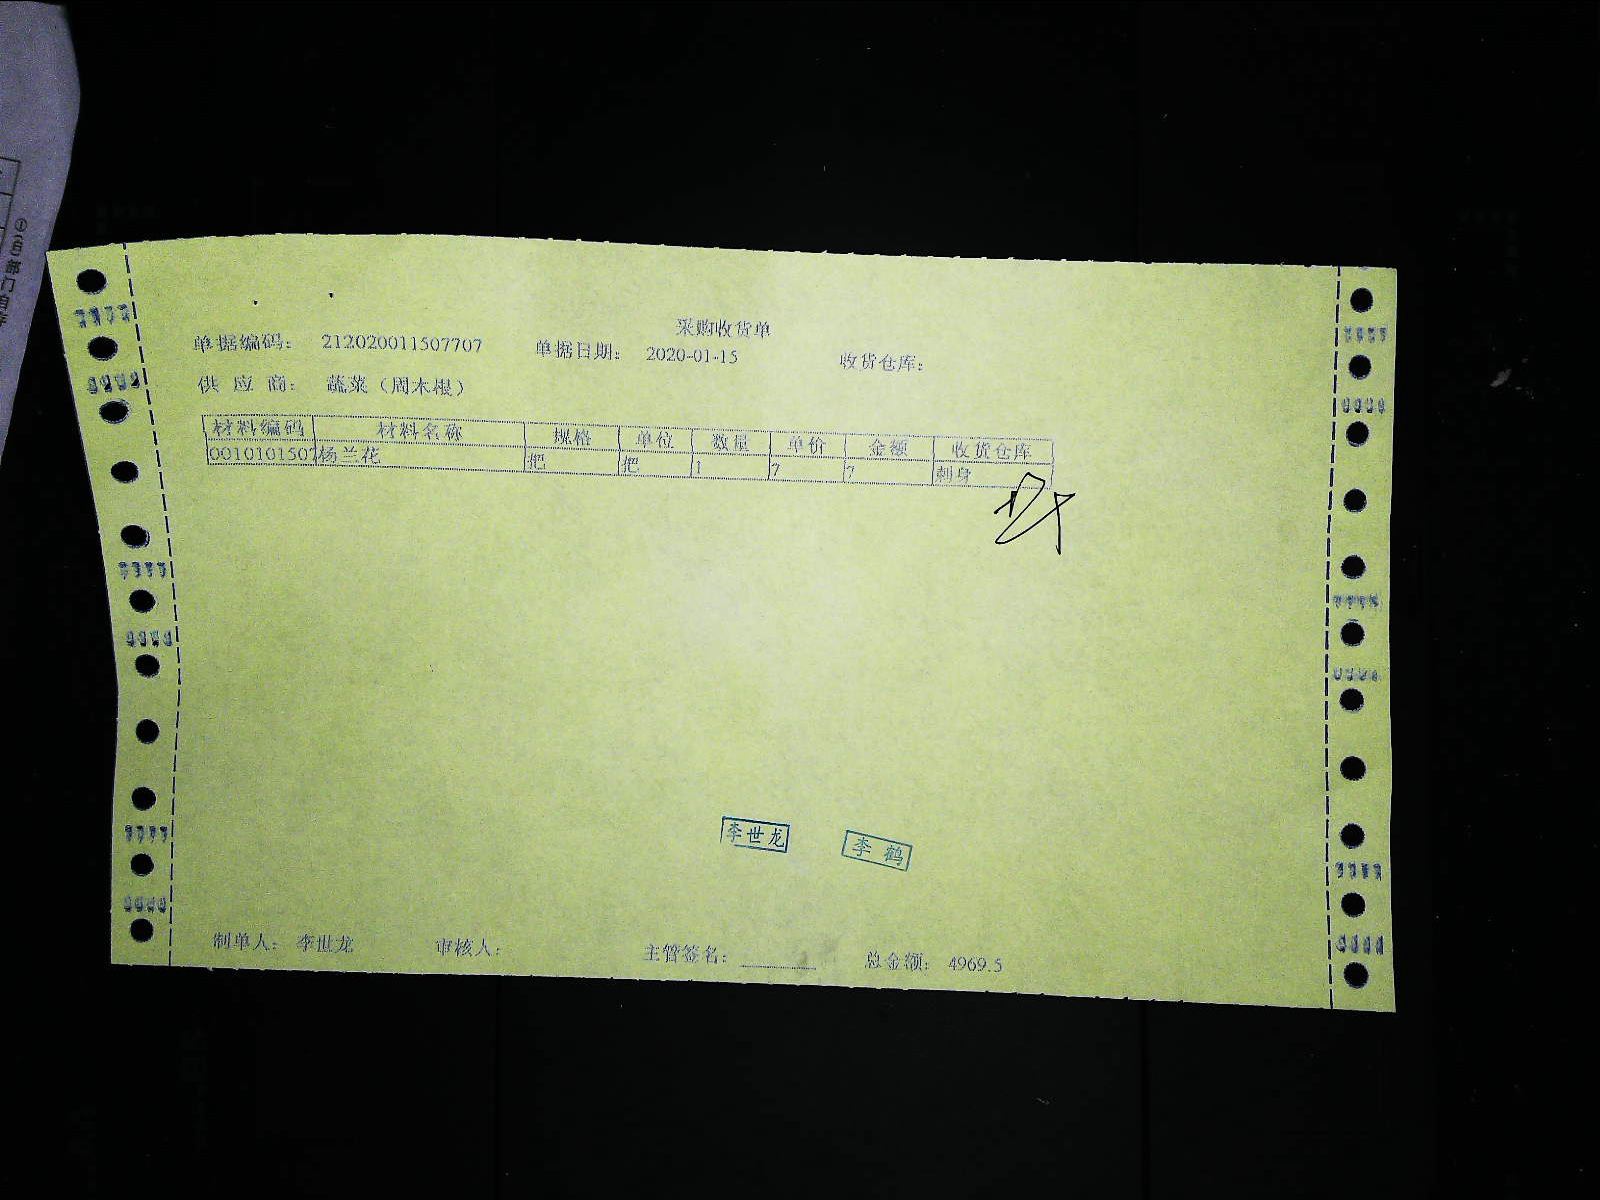 采购收货单
单据编码： 212020011507707 单据日期： 2020-01-15 收货仓库：
供 应 商： 蔬菜（周木根）
材料编码 材料名称 规格 单位 数量 单价 金额 收货仓库
0010101507 杨兰花 把 把 1 7 7 刺身
李世龙 李鹤
制单人： 李世龙 审核人： 主管签名： 总金额： 4969.5